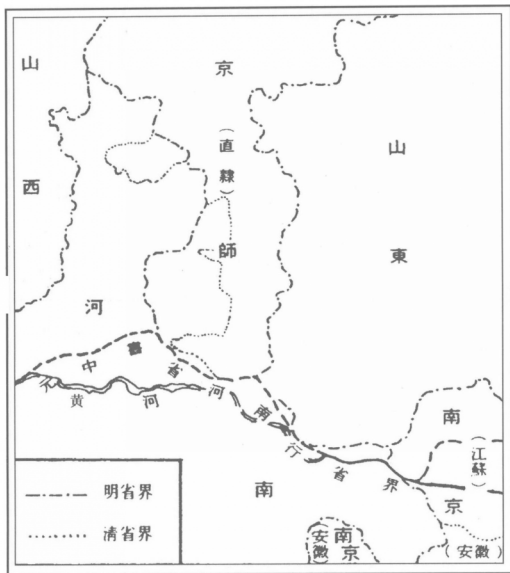 山西
京師
（直隸）
山東
河南
元中書省河南行省界
黄河
南京
（江蘇）
南京
（安徽）
（安徽）
明省界
清省界